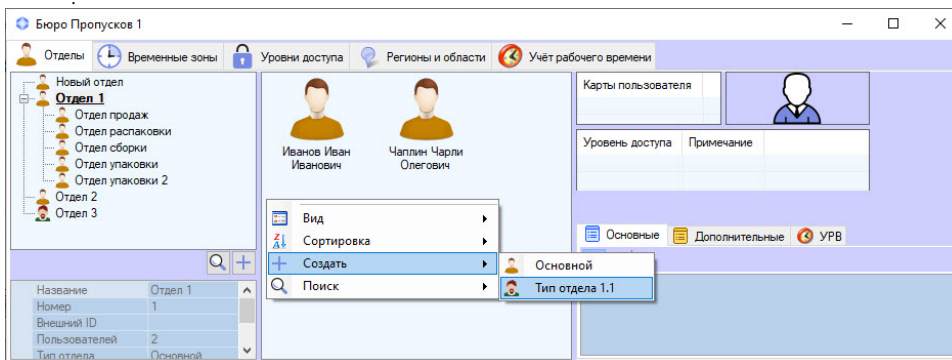 Бюро Пропусков 1
Отделы Временные зоны Уровни доступа Регионы и области Учёт рабочего времени
Новый отдел
Отдел 1
Отдел продаж
Отдел распаковки
Отдел сборки
Отдел упаковки
Отдел упаковки 2
Отдел 2
Отдел 3
Название Отдел 1
Номер 1
Внешний ID
Пользователей 2
Тип отдела Основной
Иванов Иван
Иванович
Чаплин Чарли
Олегович
Вид
Сортировка
Создать
Поиск
Основной
Тип отдела 1.1
Карты пользователя
Уровень доступа Примечание
Основные Дополнительные УРВ